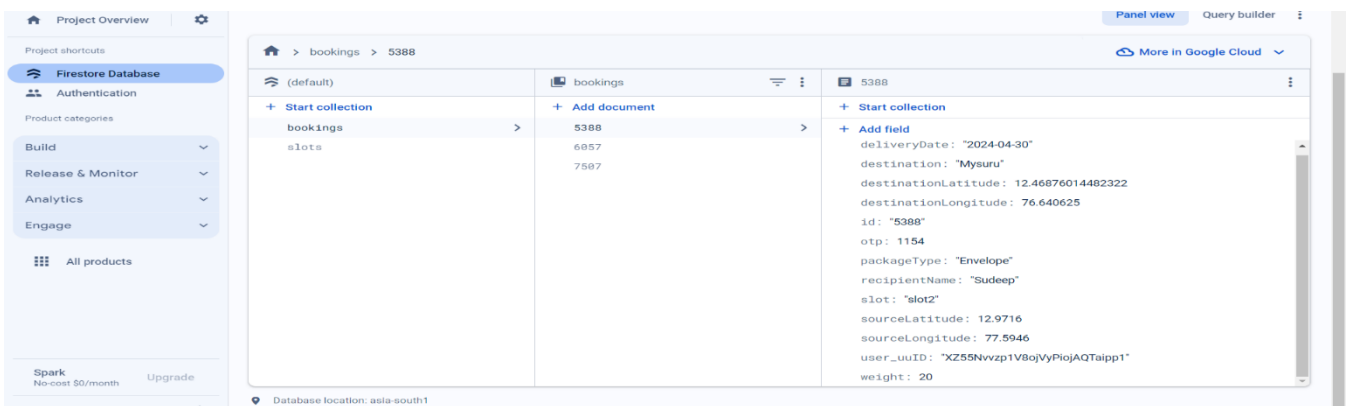 Project Overview
Panel view Query builder
Project shortcuts
Firestore Database
Authentication
Product categories
Build
Release & Monitor
Analytics
Engage
All products
Spark
No-cost $0/month
Upgrade
> bookings > 5388
More in Google Cloud
(default)
+ Start collection
bookings >
slots
bookings
+ Add document
5388 >
6057
7507
5388
+ Start collection
+ Add field
deliveryDate: "2024-04-30"
destination: "Mysuru"
destinationLatitude: 12.46876014482322
destinationLongitude: 76.640625
id: "5388"
otp: 1154
packageType: "Envelope"
recipientName: "Sudeep"
slot: "slot2"
sourceLatitude: 12.9716
sourceLongitude: 77.5946
user_uuID: "XZ55Nvvzp1V8ojVyPiojAQTaipp1"
weight: 20
Database location: asia-south1